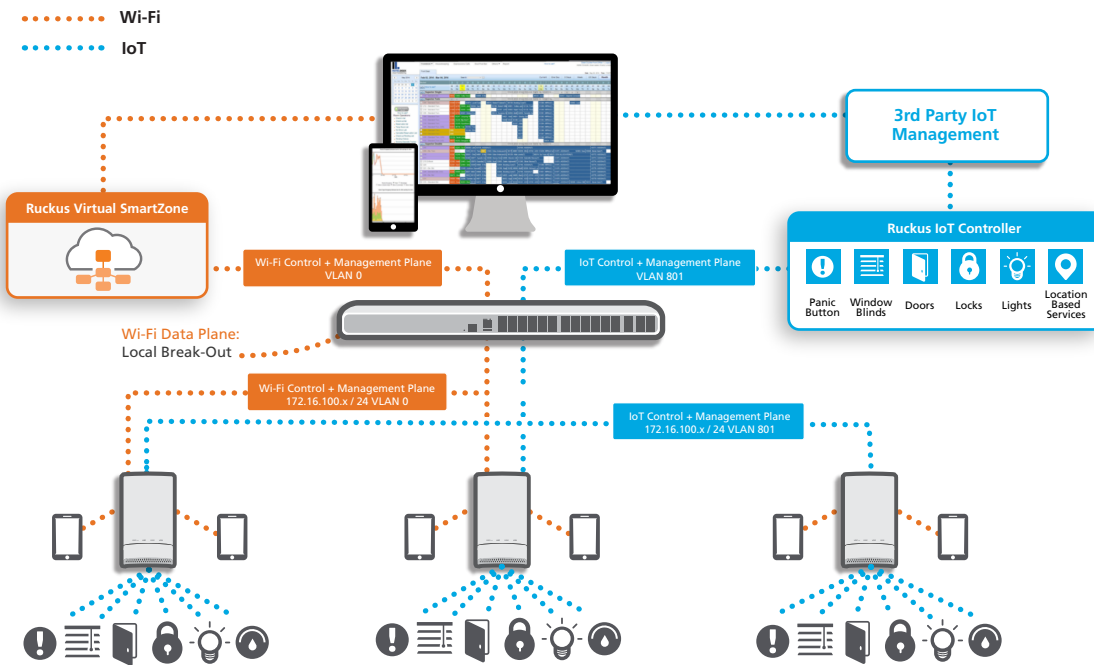 Wi-Fi
IoT
3rd Party IoT
Management
Ruckus Virtual SmartZone
Ruckus IoT Controller
Panic
Button
Window
Blinds
Doors
Locks
Lights
Location
Based
Services
Wi-Fi Control + Management Plane
VLAN 0
IoT Control + Management Plane
VLAN 801
Wi-Fi Data Plane:
Local Break-Out
Wi-Fi Control + Management Plane
172.16.100.x / 24 VLAN 0
IoT Control + Management Plane
172.16.100.x / 24 VLAN 801